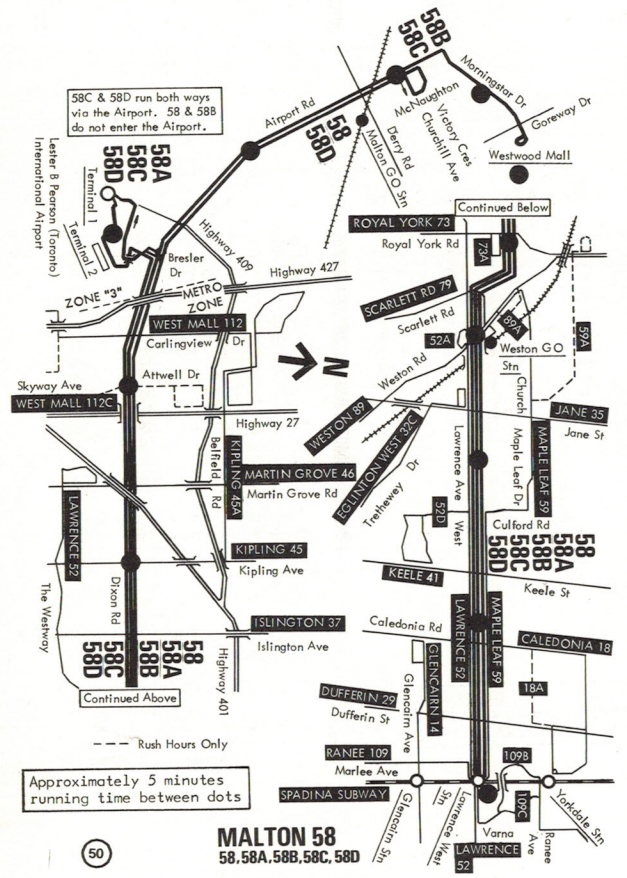 58C & 58D run both ways
via the Airport. 58 & 58B
do not enter the Airport.
58B
58C
Morningstar Dr
McNaughton
Victory Cres
Churchill Ave
Goreway Dr
Westwood Mall
Airport Rd
58
58D
Derry Rd
Malton GO Stn
58A
58C
58D
Lester B Pearson (Toronto)
International Airport
Terminal 1
Terminal 2
Bresler
Dr
Highway 409
Highway 427
ZONE "3"
METRO
ZONE
WEST MALL 112
Carlingview Dr
Skyway Ave
Attwell Dr
WEST MALL 112C
Highway 27
Belfield Rd
KIPLING 45A
MARTIN GROVE 46
Martin Grove Rd
LAWRENCE 52
The Westway
Dixon Rd
KIPLING 45
Kipling Ave
ISLINGTON 37
Islington Ave
Highway 401
58
58A
58B
58C
58D
Continued Above
N
Continued Below
ROYAL YORK 73
Royal York Rd
73A
SCARLETT RD 79
Scarlett Rd
52A
89A
59A
Weston GO
Stn
Weston Rd
WESTON 89
EGLINTON WEST 32C
Trethewey Dr
Church
JANE 35
Jane St
Lawrence Ave West
Maple Leaf Dr
MAPLE LEAF 59
52D
Culford Rd
58
58A
58B
58C
58D
KEELE 41
Keele St
Caledonia Rd
LAWRENCE 52
MAPLE LEAF 59
CALEDONIA 18
GLENCAIRN 14
Glencairn Ave
18A
DUFFERIN 29
Dufferin St
RANEE 109
Marlee Ave
109B
SPADINA SUBWAY
Glencairn Stn
Lawrence West Stn
109C
Varna
Ranee Ave
Yorkdale Stn
LAWRENCE
52
Rush Hours Only
Approximately 5 minutes
running time between dots
50
MALTON 58
58,58A,58B,58C,58D